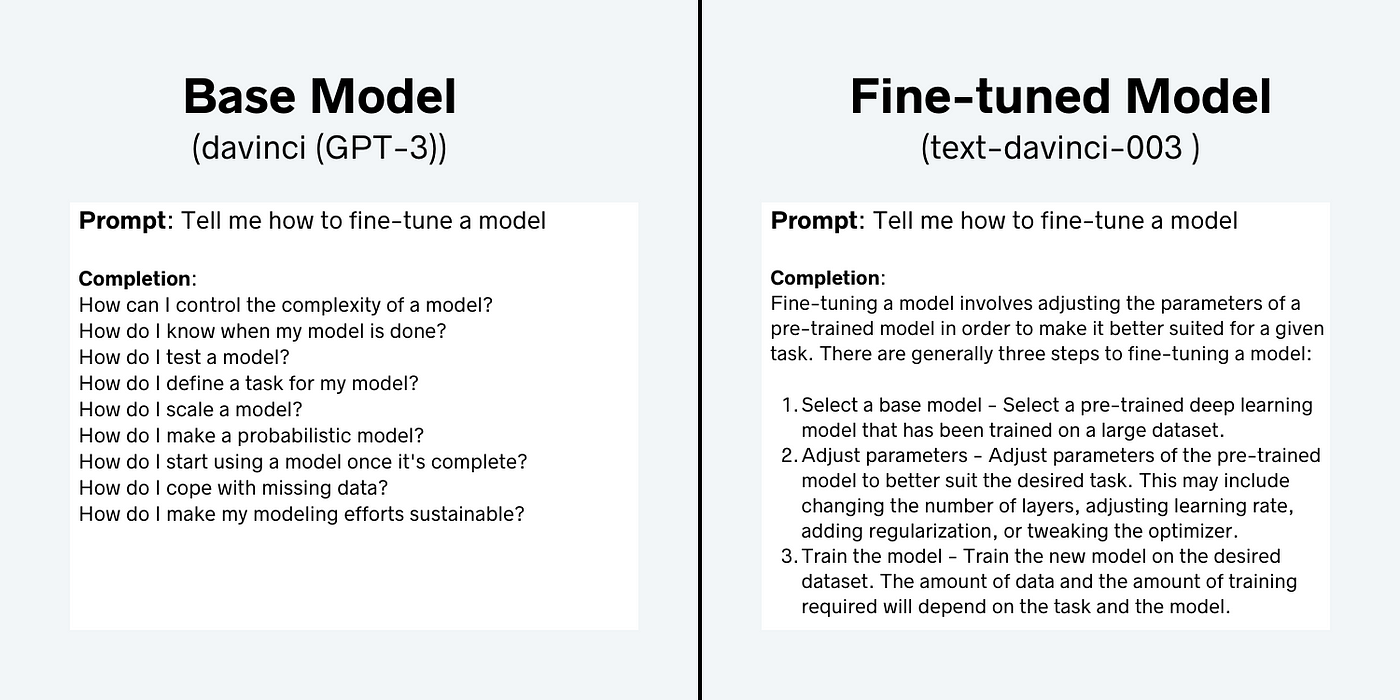 Base Model
(davinci (GPT-3))
Prompt: Tell me how to fine-tune a model
Completion:
How can I control the complexity of a model?
How do I know when my model is done?
How do I test a model?
How do I define a task for my model?
How do I scale a model?
How do I make a probabilistic model?
How do I start using a model once it's complete?
How do I cope with missing data?
How do I make my modeling efforts sustainable?
Fine-tuned Model
(text-davinci-003 )
Prompt: Tell me how to fine-tune a model
Completion:
Fine-tuning a model involves adjusting the parameters of a
pre-trained model in order to make it better suited for a given
task. There are generally three steps to fine-tuning a model:
1. Select a base model - Select a pre-trained deep learning
model that has been trained on a large dataset.
2. Adjust parameters - Adjust parameters of the pre-trained
model to better suit the desired task. This may include
changing the number of layers, adjusting learning rate,
adding regularization, or tweaking the optimizer.
3. Train the model - Train the new model on the desired
dataset. The amount of data and the amount of training
required will depend on the task and the model.